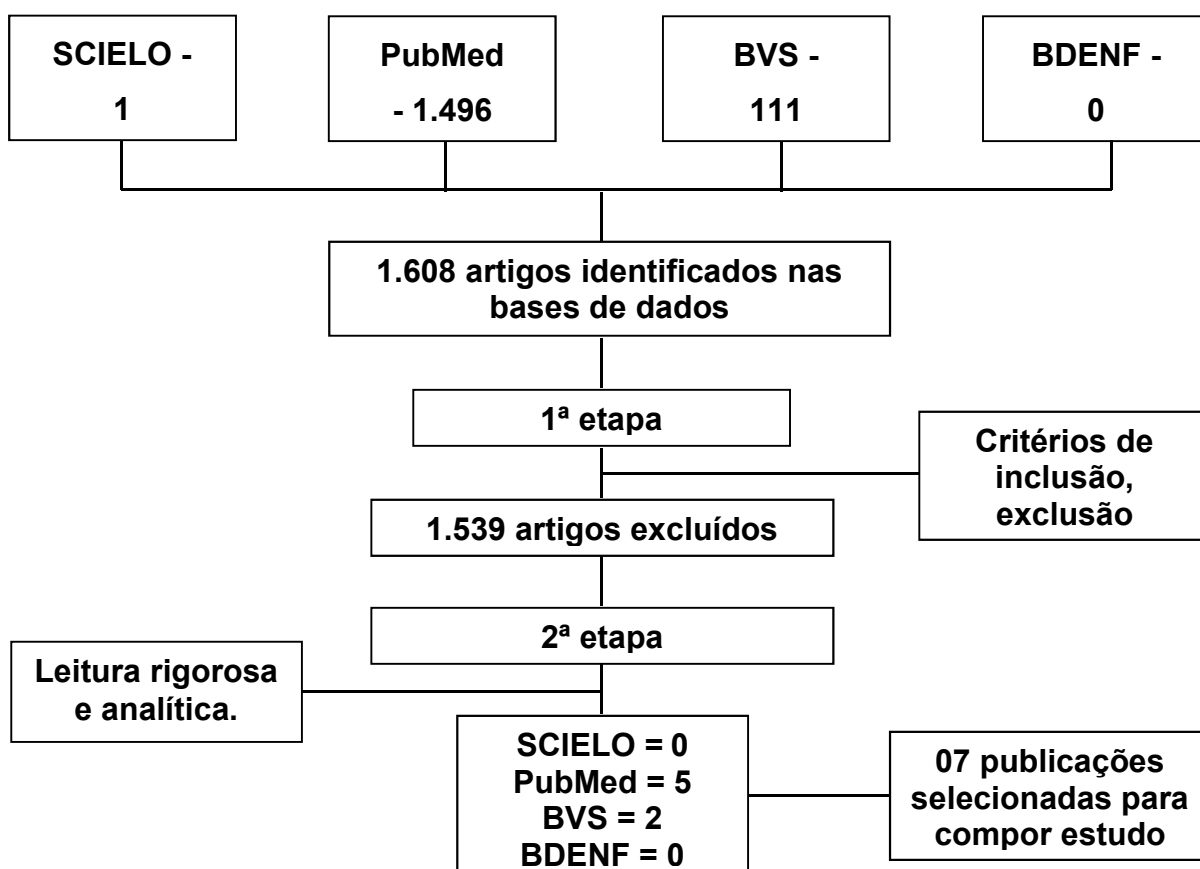 SCIELO -
1
PubMed
- 1.496
BVS -
111
BDENF -
0
1.608 artigos identificados nas
bases de dados
1ª etapa
Critérios de
inclusão,
exclusão
1.539 artigos excluídos
2ª etapa
Leitura rigorosa
e analítica.
SCIELO = 0
PubMed = 5
BVS = 2
BDENF = 0
07 publicações
selecionadas para
compor estudo